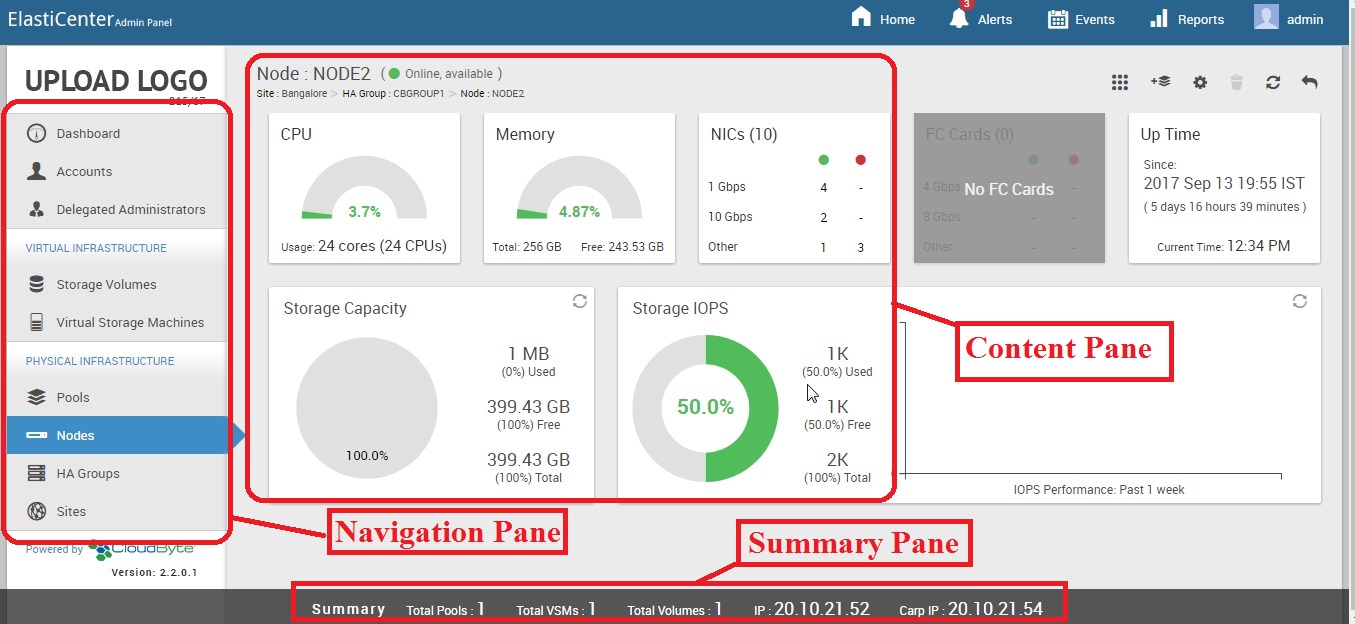 ElastiCenter Admin Panel
Home
3
Alerts
Events
Reports
admin
UPLOAD LOGO
Dashboard
Accounts
Delegated Administrators
VIRTUAL INFRASTRUCTURE
Storage Volumes
Virtual Storage Machines
PHYSICAL INFRASTRUCTURE
Pools
Nodes
HA Groups
Sites
Powered by CloudByte
Version: 2.2.0.1
Node : NODE2 ( Online, available )
Site : Bangalore > HA Group : CBGROUP1 > Node : NODE2
CPU
3.7%
Usage: 24 cores (24 CPUs)
Memory
4.87%
Total: 256 GB Free: 243.53 GB
NICs (10)
1 Gbps 4 -
10 Gbps 2 -
Other 1 3
FC Cards (0)
4 Gbps - -
No FC Cards
8 Gbps - -
Other - -
Up Time
Since:
2017 Sep 13 19:55 IST
( 5 days 16 hours 39 minutes )
Current Time: 12:34 PM
Storage Capacity
100.0%
1 MB
(0%) Used
399.43 GB
(100%) Free
399.43 GB
(100%) Total
Storage IOPS
50.0%
1K
(50.0%) Used
1K
(50.0%) Free
2K
(100%) Total
IOPS Performance: Past 1 week
Content Pane
Navigation Pane
Summary Pane
Summary Total Pools : 1 Total VSMs : 1 Total Volumes : 1 IP : 20.10.21.52 Carp IP : 20.10.21.54